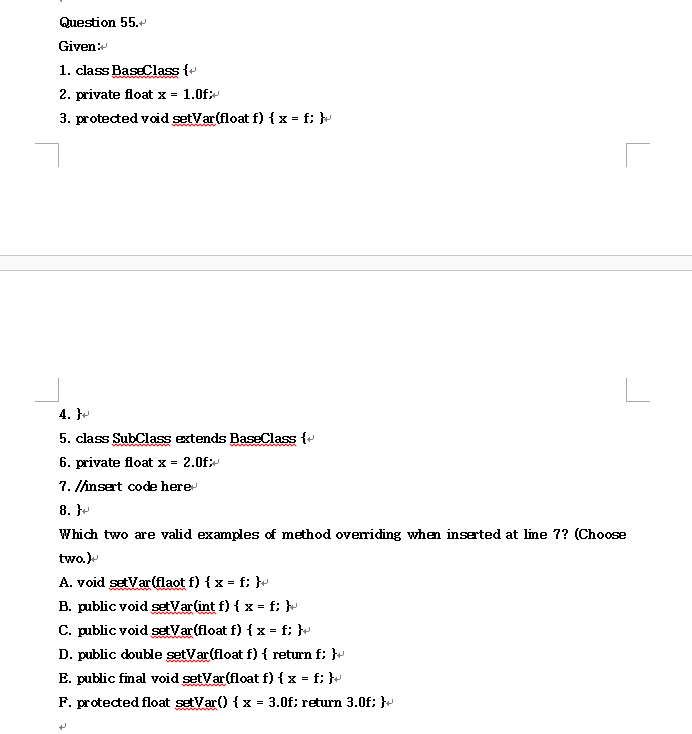 Question 55.
Given:
1. class BaseClass {
2. private float x = 1.0f;
3. protected void setVar(float f) { x = f; }
4. }
5. class SubClass extends BaseClass {
6. private float x = 2.0f;
7. //insert code here
8. }
Which two are valid examples of method overriding when inserted at line 7? (Choose
two.)
A. void setVar(flaot f) { x = f; }
B. public void setVar(int f) { x = f; }
C. public void setVar(float f) { x = f; }
D. public double setVar(float f) { return f; }
E. public final void setVar(float f) { x = f; }
F. protected float setVar() { x = 3.0f; return 3.0f; }